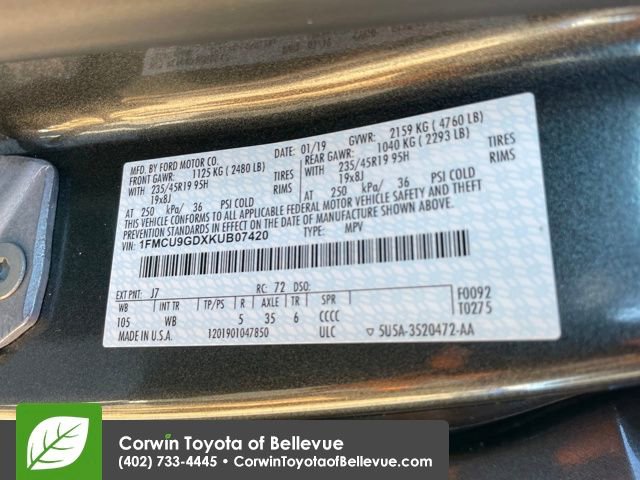 MFD. BY FORD MOTOR CO.
DATE: 01/19 GVWR: 2159 KG ( 4760 LB)
FRONT GAWR: 1125 KG ( 2480 LB)
REAR GAWR: 1040 KG ( 2293 LB)
WITH 235/45R19 95H TIRES
WITH 235/45R19 95H TIRES
19x8J RIMS
19x8J RIMS
AT 250 kPa/ 36 PSI COLD
AT 250 kPa/ 36 PSI COLD
THIS VEHICLE CONFORMS TO ALL APPLICABLE FEDERAL MOTOR VEHICLE SAFETY AND THEFT PREVENTION
STANDARDS IN EFFECT ON THE DATE OF MANUFACTURE SHOWN ABOVE.
VIN: 1FMCU9GDXKUB07420 TYPE: MPV
EXT PNT: J7 RC: 72 DSO: F0092
WB INT TR TP/PS R AXLE TR SPR T0275
105 WB 5 35 6 CCCC
MADE IN U.S.A. 120190104785O ULC 5U5A-3520472-AA
Corwin Toyota of Bellevue
(402) 733-4445 • CorwinToyotaofBellevue.com